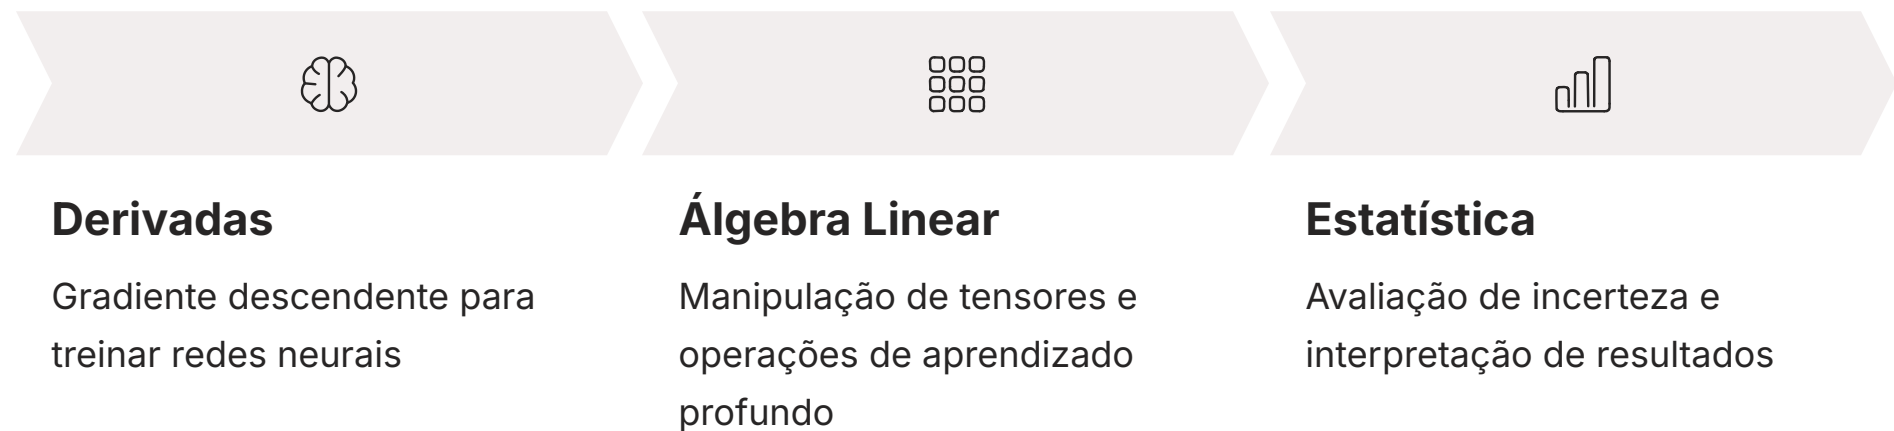 Derivadas
Gradiente descendente para
treinar redes neurais
Álgebra Linear
Manipulação de tensores e
operações de aprendizado
profundo
Estatística
Avaliação de incerteza e
interpretação de resultados